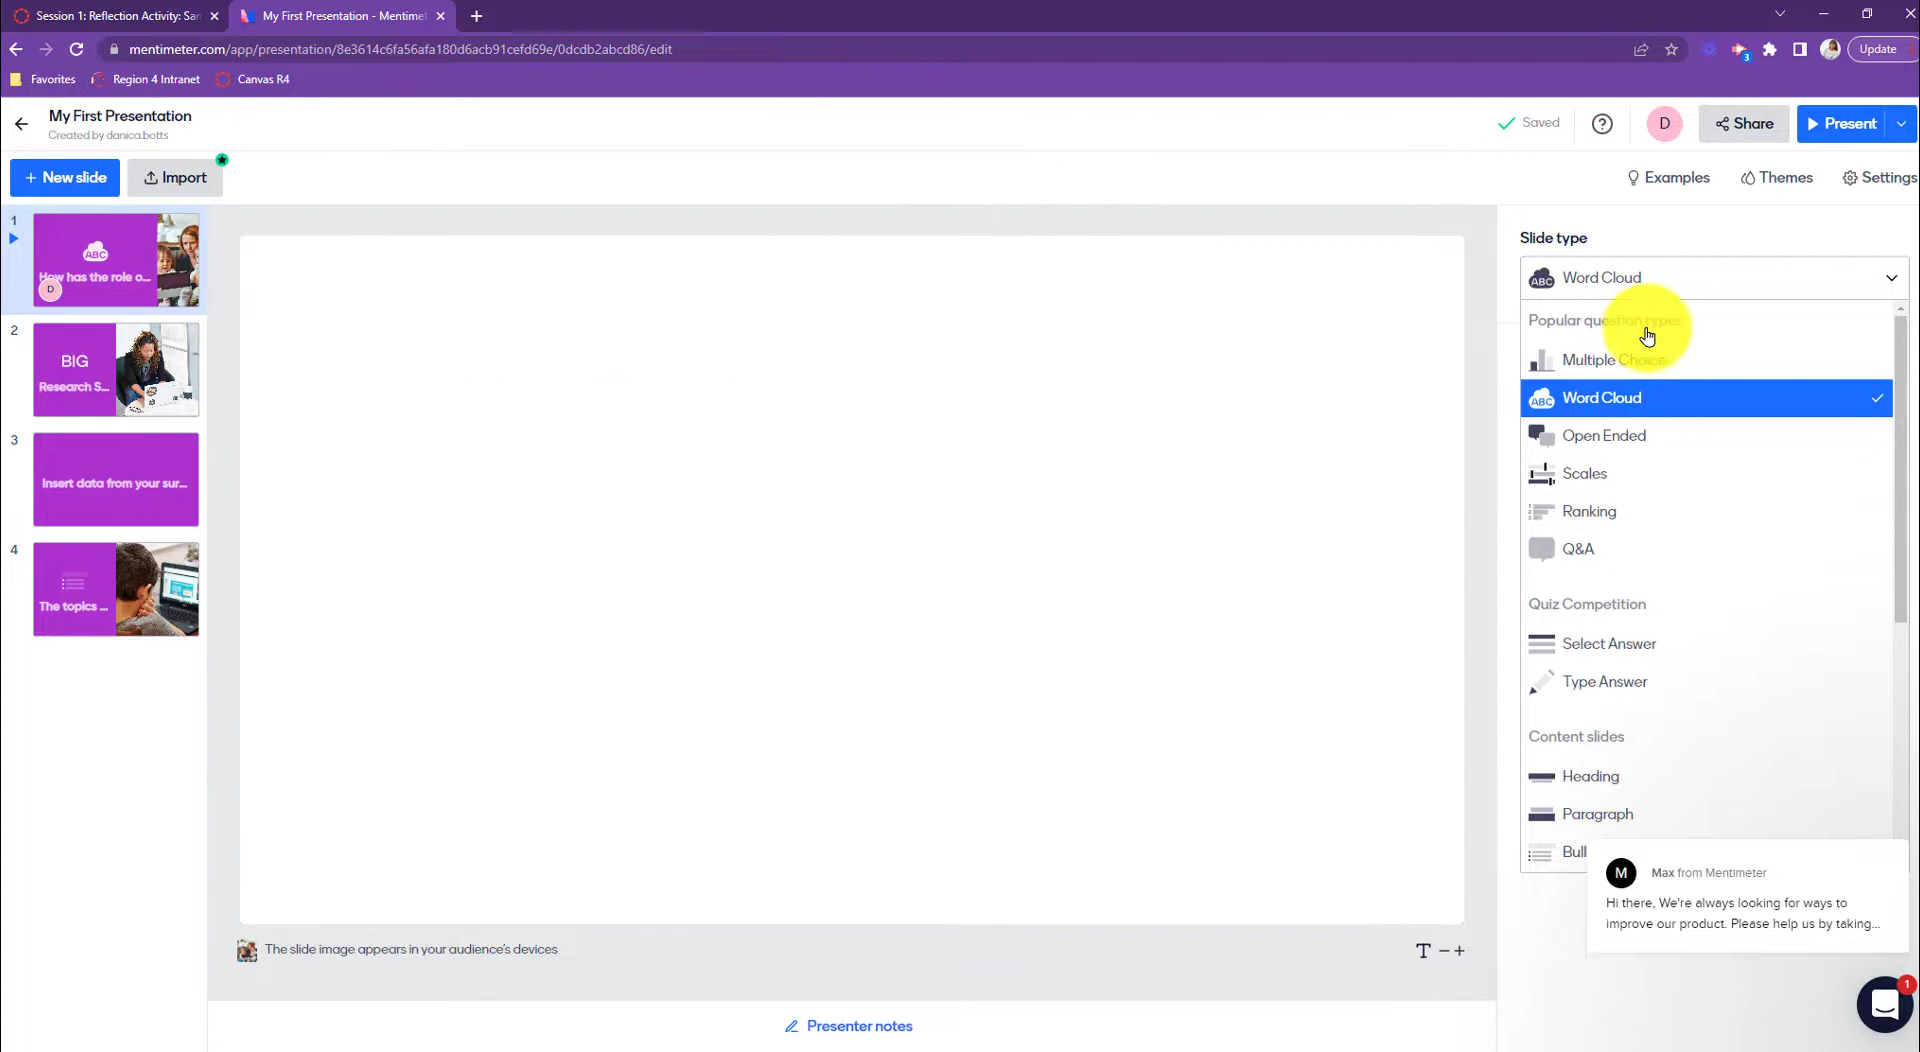 Session 1: Reflection Activity: San
My First Presentation - Mentimet
mentimeter.com/app/presentation/8e3614c6fa56afa180d6acb91cefd69e/0dcdb2abcd86/edit
3
Update
Favorites
Region 4 Intranet
Canvas R4
My First Presentation
Created by danica.botts
Saved
D
Share
Present
+ New slide
Import
Examples
Themes
Settings
1
ABC
How has the role o...
D
2
BIG
Research S...
3
Insert data from your sur...
4
The topics ...
The slide image appears in your audience's devices
T − +
Presenter notes
Slide type
ABC Word Cloud
Popular question types
Multiple Choice
ABC Word Cloud
Open Ended
Scales
Ranking
Q&A
Quiz Competition
Select Answer
Type Answer
Content slides
Heading
Paragraph
Bull
M
Max from Mentimeter
Hi there, We're always looking for ways to
improve our product. Please help us by taking...
1